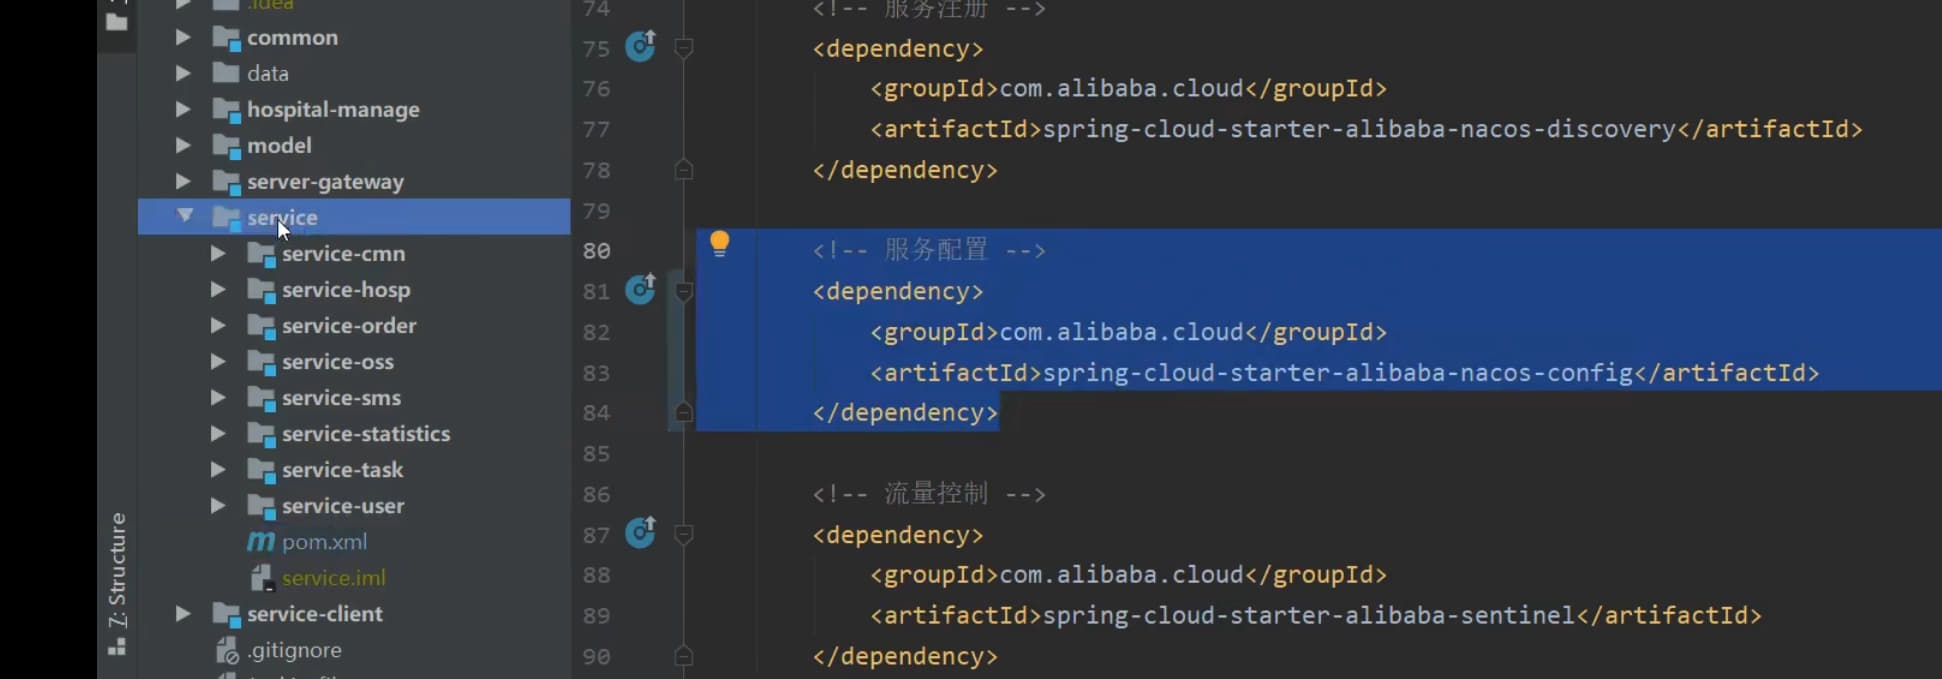 .idea
common
data
hospital-manage
model
server-gateway
service
service-cmn
service-hosp
service-order
service-oss
service-sms
service-statistics
service-task
service-user
pom.xml
service.iml
service-client
.gitignore
Z: Structure
74 <!-- 服务注册 -->
75 <dependency>
76 <groupId>com.alibaba.cloud</groupId>
77 <artifactId>spring-cloud-starter-alibaba-nacos-discovery</artifactId>
78 </dependency>
79
80 <!-- 服务配置 -->
81 <dependency>
82 <groupId>com.alibaba.cloud</groupId>
83 <artifactId>spring-cloud-starter-alibaba-nacos-config</artifactId>
84 </dependency>
85
86 <!-- 流量控制 -->
87 <dependency>
88 <groupId>com.alibaba.cloud</groupId>
89 <artifactId>spring-cloud-starter-alibaba-sentinel</artifactId>
90 </dependency>